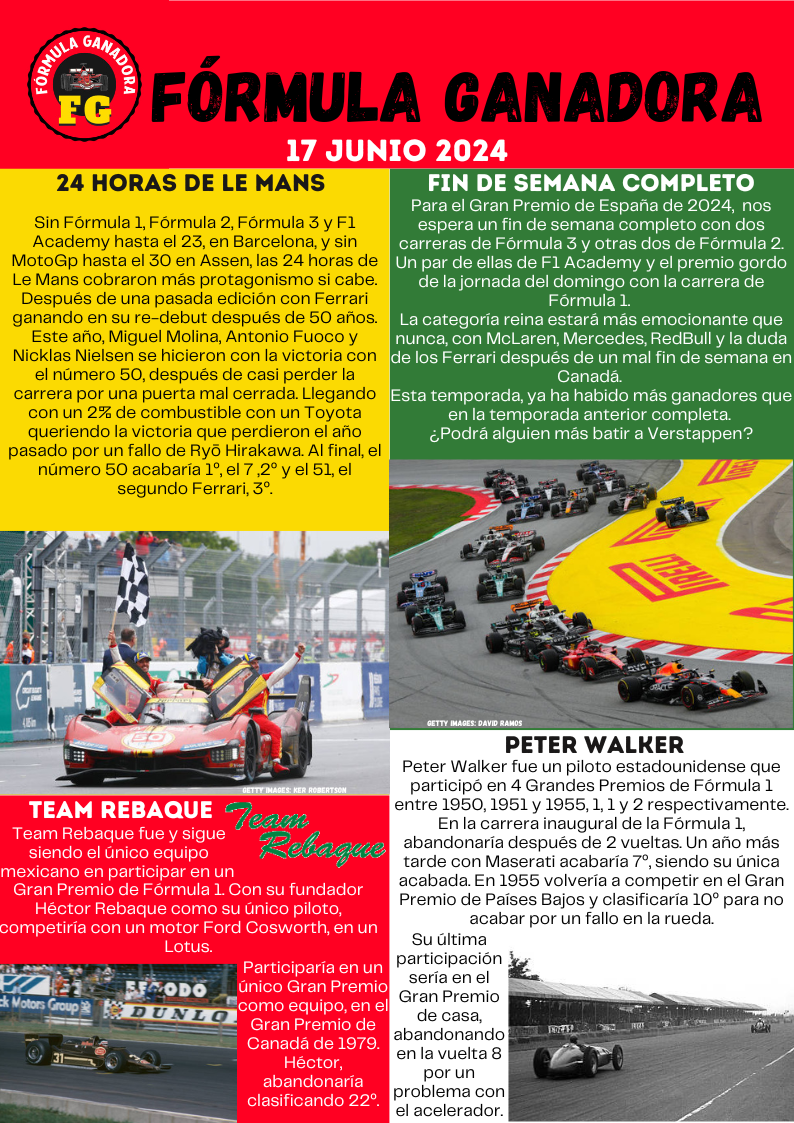 FÓRMULA GANADORA
FG
FÓRMULA GANADORA
17 JUNIO 2024
24 HORAS DE LE MANS
Sin Fórmula 1, Fórmula 2, Fórmula 3 y F1
Academy hasta el 23, en Barcelona, y sin
MotoGp hasta el 30 en Assen, las 24 horas de
Le Mans cobraron más protagonismo si cabe.
Después de una pasada edición con Ferrari
ganando en su re-debut después de 50 años.
Este año, Miguel Molina, Antonio Fuoco y
Nicklas Nielsen se hicieron con la victoria con
el número 50, después de casi perder la
carrera por una puerta mal cerrada. Llegando
con un 2% de combustible con un Toyota
queriendo la victoria que perdieron el año
pasado por un fallo de Ryō Hirakawa. Al final, el
número 50 acabaría 1º, el 7 ,2º y el 51, el
segundo Ferrari, 3º.
50
GETTY IMAGES: KER ROBERTSON
FIN DE SEMANA COMPLETO
Para el Gran Premio de España de 2024,  nos
espera un fin de semana completo con dos
carreras de Fórmula 3 y otras dos de Fórmula 2.
Un par de ellas de F1 Academy y el premio gordo
de la jornada del domingo con la carrera de
Fórmula 1.
La categoría reina estará más emocionante que
nunca, con McLaren, Mercedes, RedBull y la duda
de los Ferrari después de un mal fin de semana en
Canadá.
Esta temporada, ya ha habido más ganadores que
en la temporada anterior completa.
¿Podrá alguien más batir a Verstappen?
PIRELLI
PIRELLI
ORACLE
GETTY IMAGES: DAVID RAMOS
TEAM REBAQUE
Team
Rebaque
Team Rebaque fue y sigue
siendo el único equipo
mexicano en participar en un
Gran Premio de Fórmula 1. Con su fundador
Héctor Rebaque como su único piloto,
competiría con un motor Ford Cosworth, en un
Lotus.
ck Motors Group
DUNLO
31
Participaría en un
único Gran Premio
como equipo, en el
Gran Premio de
Canadá de 1979.
Héctor,
abandonaría
clasificando 22º.
PETER WALKER
Peter Walker fue un piloto estadounidense que
participó en 4 Grandes Premios de Fórmula 1
entre 1950, 1951 y 1955, 1, 1 y 2 respectivamente.
En la carrera inaugural de la Fórmula 1,
abandonaría después de 2 vueltas. Un año más
tarde con Maserati acabaría 7º, siendo su única
acabada. En 1955 volvería a competir en el Gran
Premio de Países Bajos y clasificaría 10º para no
acabar por un fallo en la rueda.
Su última
participación
sería en el
Gran Premio
de casa,
abandonando
en la vuelta 8
por un
problema con
el acelerador.
LUCAS